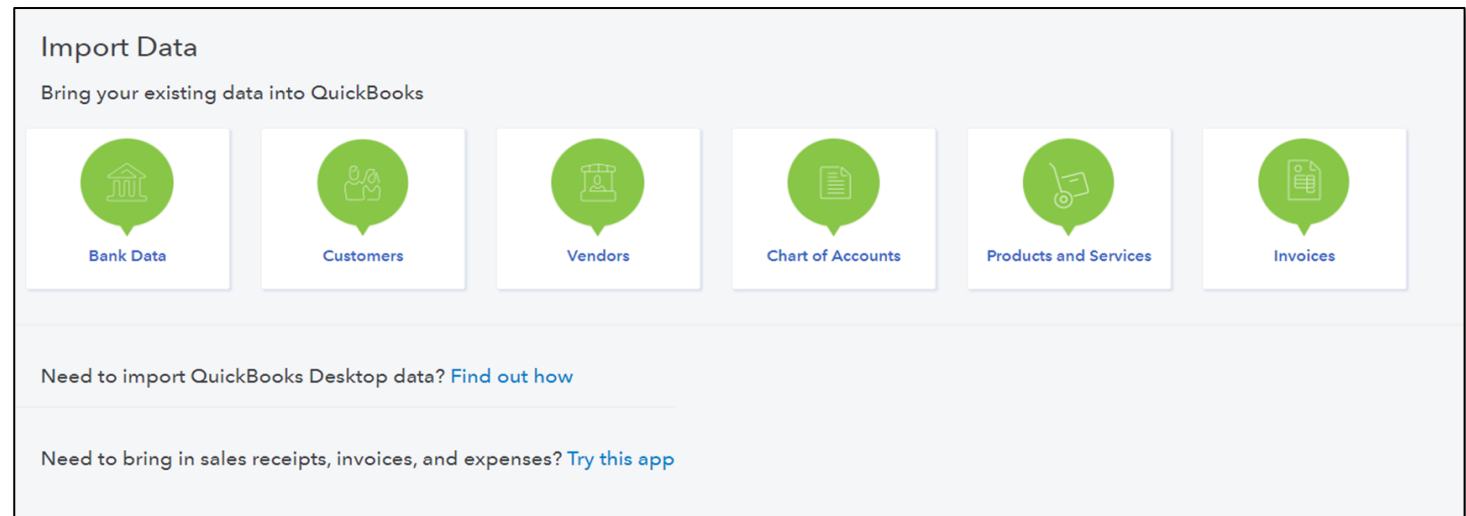 Import Data
Bring your existing data into QuickBooks
Bank Data
Customers
Vendors
Chart of Accounts
Products and Services
Invoices
Need to import QuickBooks Desktop data? Find out how
Need to bring in sales receipts, invoices, and expenses? Try this app